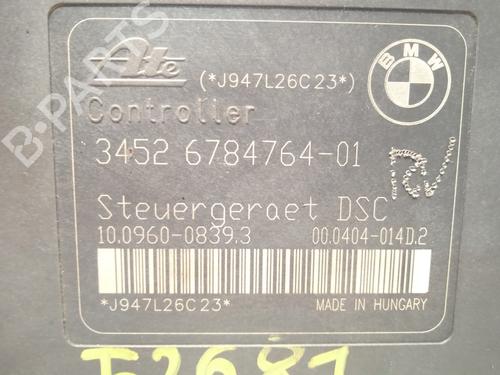 Ate (*J947L26C23*) BMW
Controller
3452 6784764-01
Steuergeraet DSC
10.0960-0839.3 00.0404-014D.2
*J947L26C23* MADE IN HUNGARY
B-PARTS